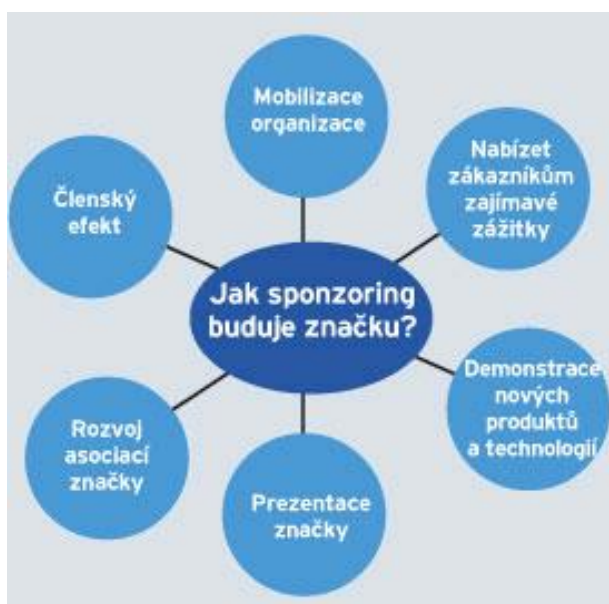 Mobilizace
organizace
Nabízet
zákazníkům
zajímavé
zážitky
Členský
efekt
Jak sponzoring
buduje značku?
Demonstrace
nových
produktů
a technologií
Rozvoj
asociací
značky
Prezentace
značky